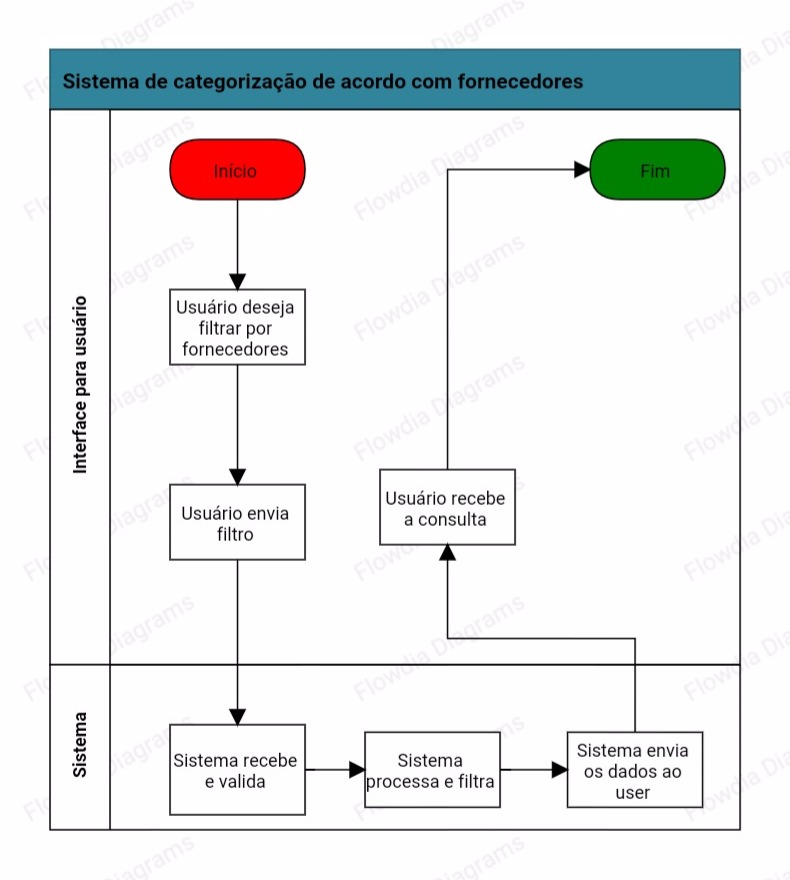 Sistema de categorização de acordo com fornecedores
Interface para usuário
Início
Fim
Usuário deseja
filtrar por
fornecedores
Usuário envia
filtro
Usuário recebe
a consulta
Sistema
Sistema recebe
e valida
Sistema
processa e filtra
Sistema envia
os dados ao
user
Flowdia Diagrams